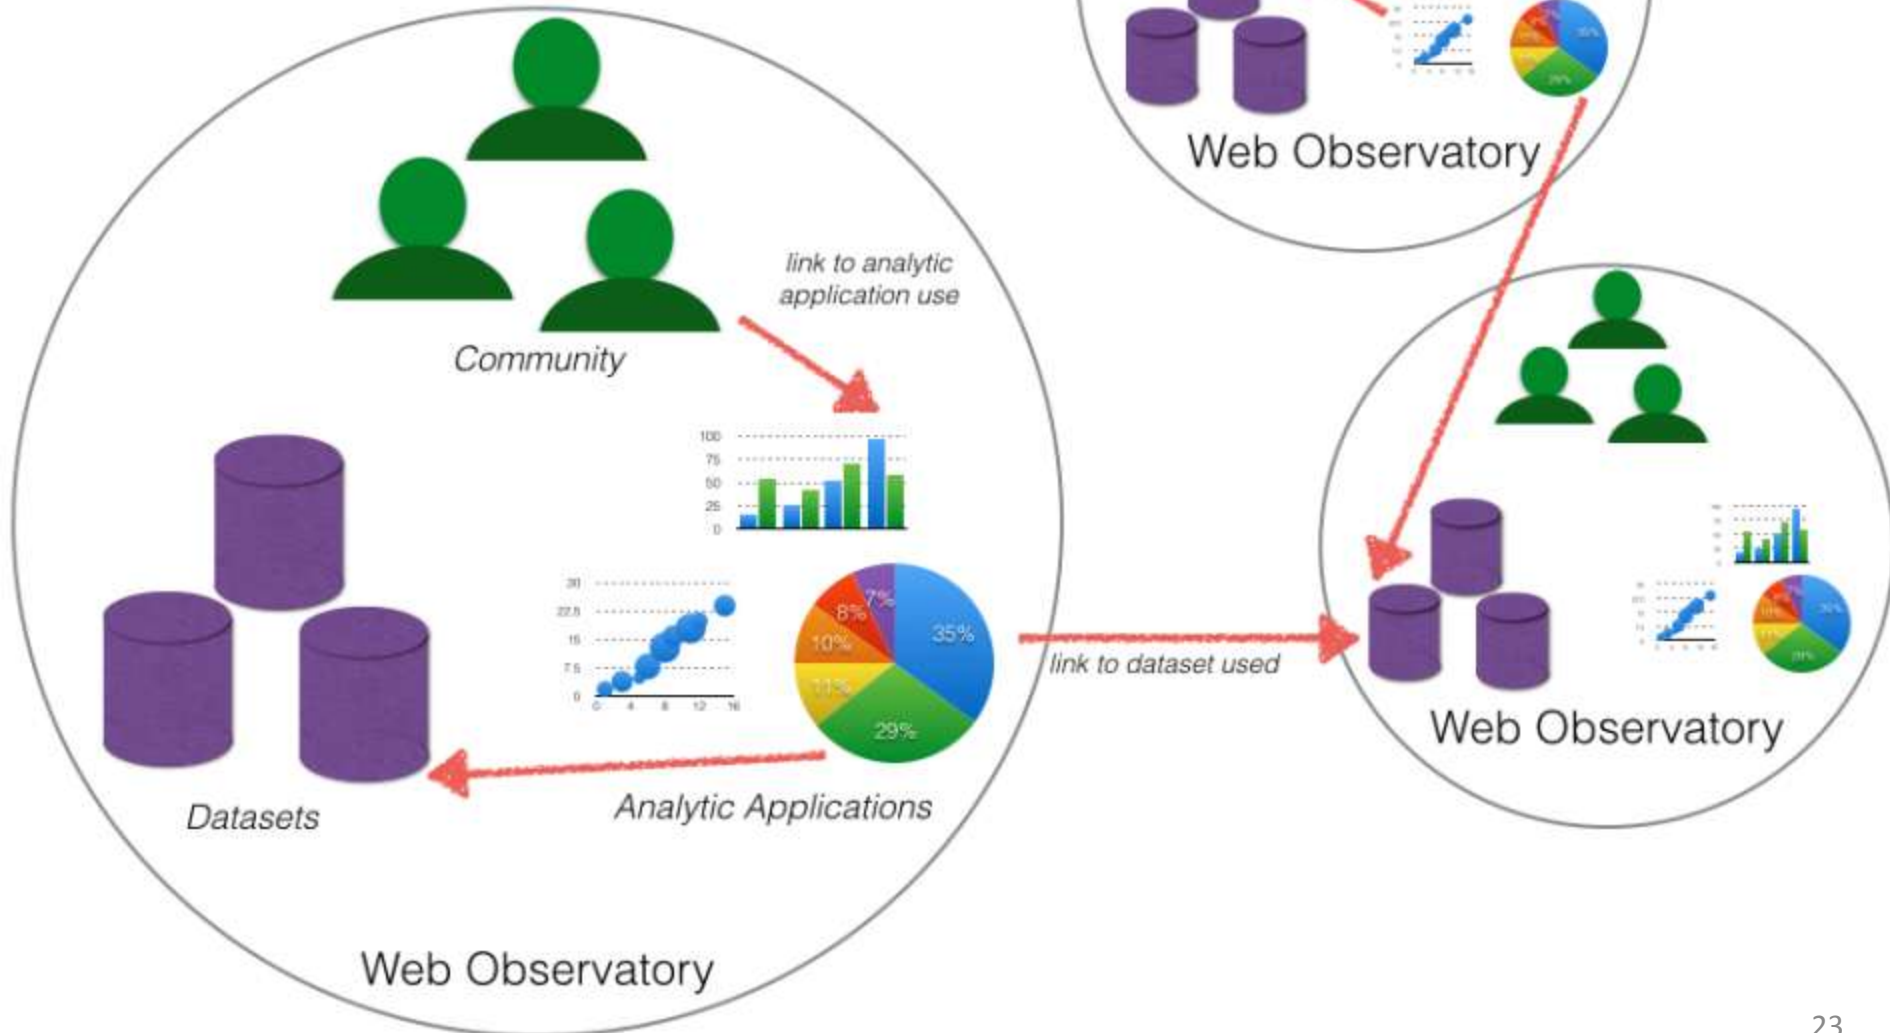 Web Observatory
link to analytic
application use
Community
100
75
50
25
0
30
22.5
15
7.5
0
0 4 8 12 16
7%
8%
10%
11%
35%
29%
link to dataset used
Datasets
Analytic Applications
Web Observatory
35%
29%
Web Observatory
23